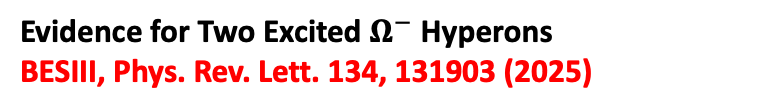 Evidence for Two Excited Ω⁻ Hyperons
BESIII, Phys. Rev. Lett. 134, 131903 (2025)